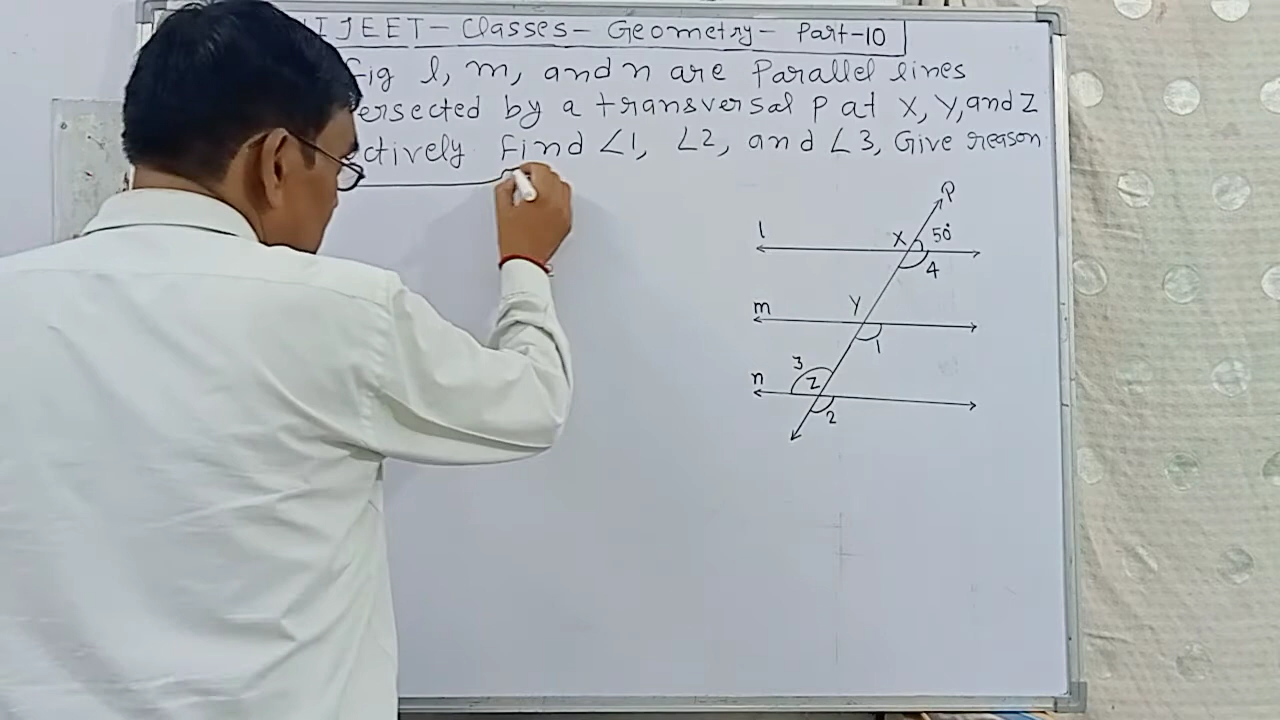 IJEET - Classes - Geometry - Part-10
fig l, m, and n are Parallel lines
ersected by a transversal P at X, Y, and Z
ctively Find ∠1, ∠2, and ∠3, Give reason
P
l
X 50°
4
m
Y
1
3
n
Z
2